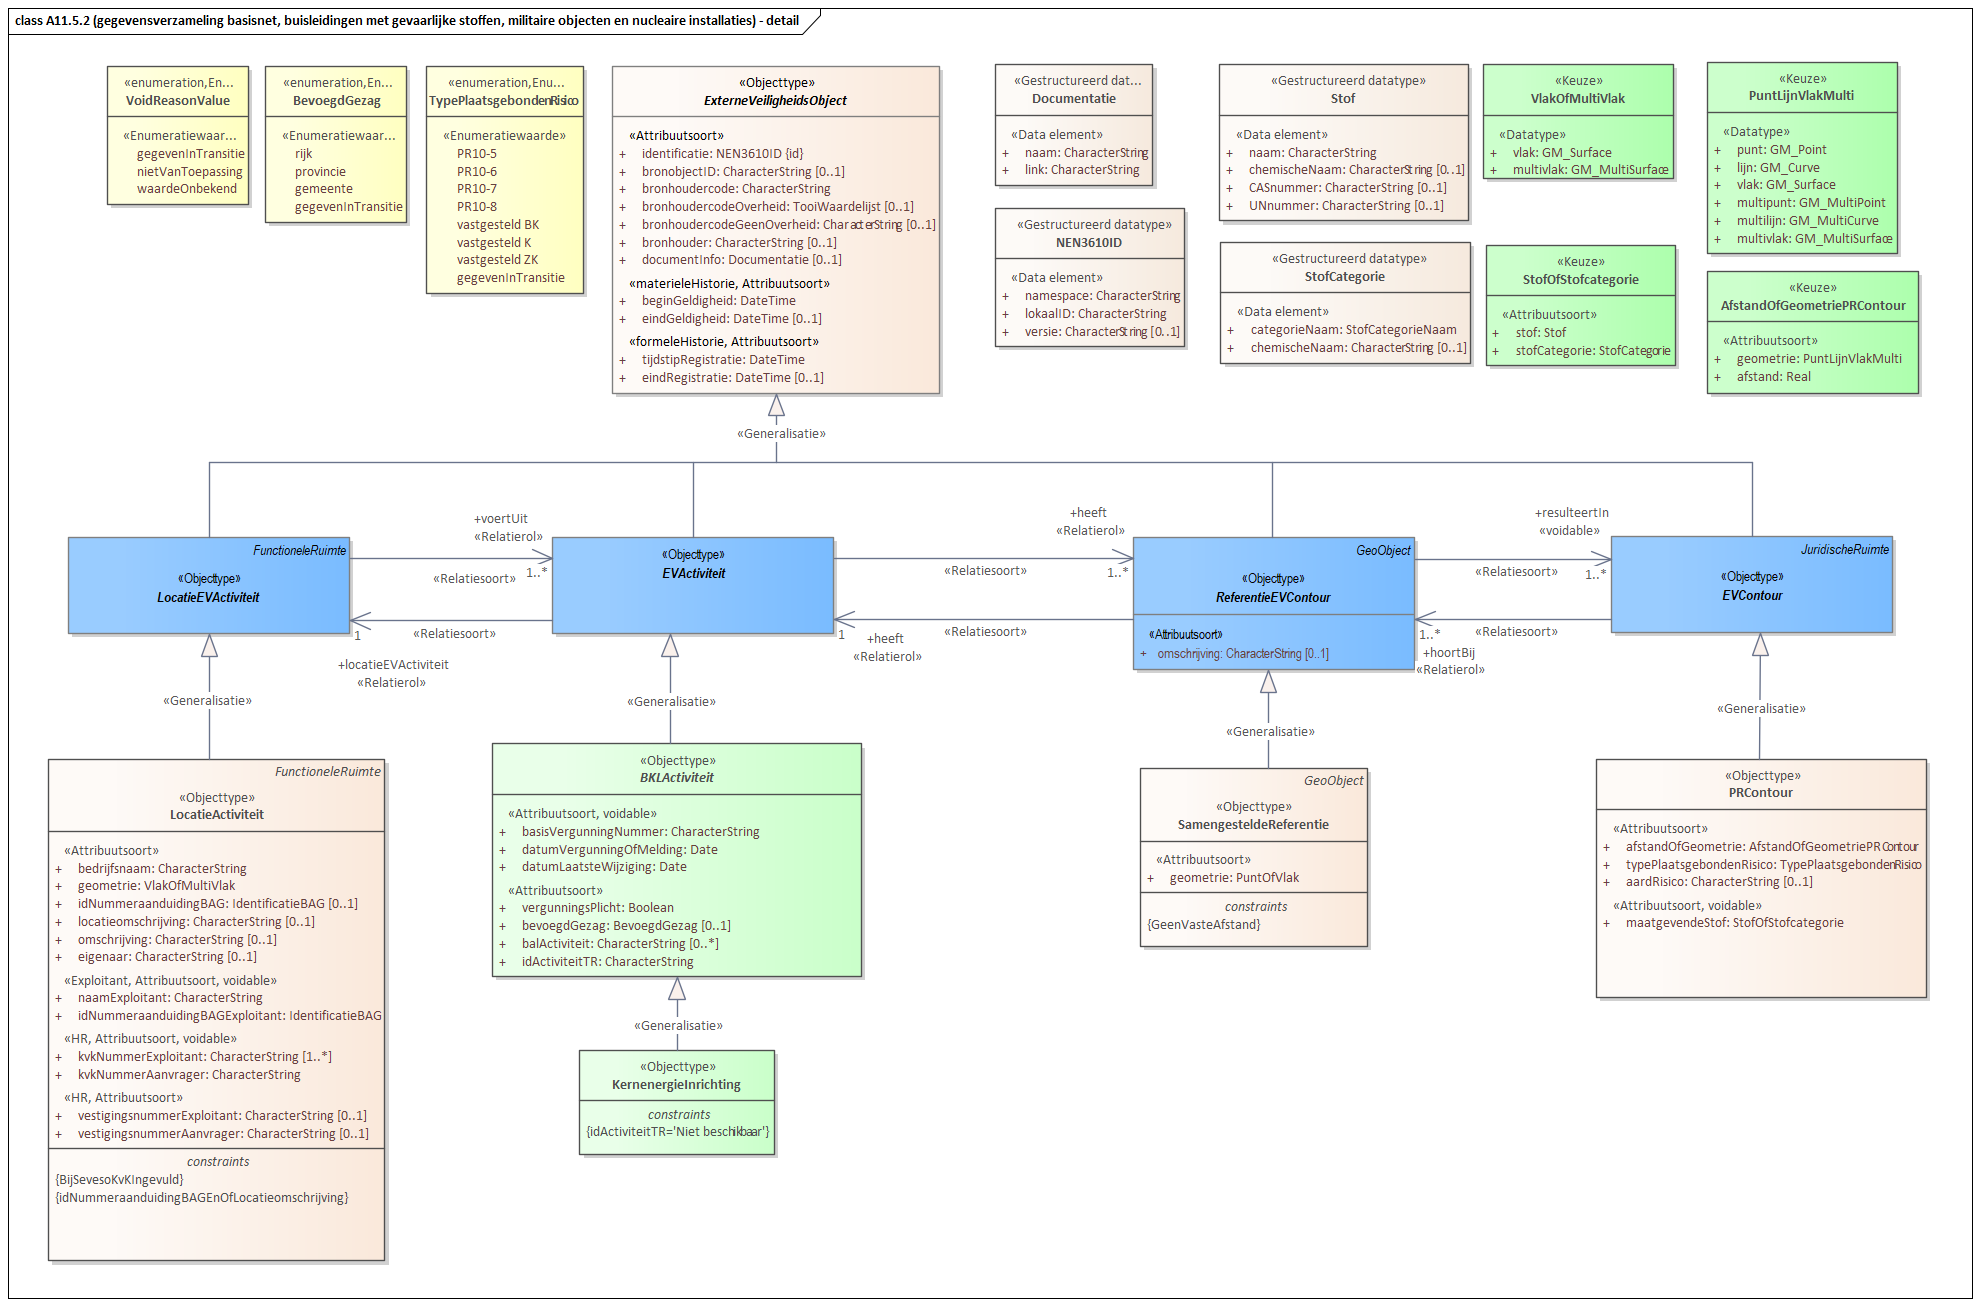 class A11.5.2 (gegevensverzameling basisnet, buisleidingen met gevaarlijke stoffen, militaire objecten en nucleaire installaties) - detail
«enumeration,En...
VoidReasonValue
«Enumeratiewaar...
gegevenInTransitie
nietVanToepassing
waardeOnbekend
«enumeration,En...
BevoegdGezag
«Enumeratiewaar...
rijk
provincie
gemeente
gegevenInTransitie
«enumeration,Enu...
TypePlaatsgebondenRisico
«Enumeratiewaarde»
PR10-5
PR10-6
PR10-7
PR10-8
vastgesteld BK
vastgesteld K
vastgesteld ZK
gegevenInTransitie
«Objecttype»
ExterneVeiligheidsObject
«Attribuutsoort»
+ identificatie: NEN3610ID {id}
+ bronobjectID: CharacterString [0..1]
+ bronhoudercode: CharacterString
+ bronhoudercodeOverheid: TooiWaardelijst [0..1]
+ bronhoudercodeGeenOverheid: CharacterString [0..1]
+ bronhouder: CharacterString [0..1]
+ documentInfo: Documentatie [0..1]
«materieleHistorie, Attribuutsoort»
+ beginGeldigheid: DateTime
+ eindGeldigheid: DateTime [0..1]
«formeleHistorie, Attribuutsoort»
+ tijdstipRegistratie: DateTime
+ eindRegistratie: DateTime [0..1]
«Gestructureerd dat...
Documentatie
«Data element»
+ naam: CharacterString
+ link: CharacterString
«Gestructureerd datatype»
NEN3610ID
«Data element»
+ namespace: CharacterString
+ lokaalID: CharacterString
+ versie: CharacterString [0..1]
«Gestructureerd datatype»
Stof
«Data element»
+ naam: CharacterString
+ chemischeNaam: CharacterString [0..1]
+ CASnummer: CharacterString [0..1]
+ UNnummer: CharacterString [0..1]
«Gestructureerd datatype»
StofCategorie
«Data element»
+ categorieNaam: StofCategorieNaam
+ chemischeNaam: CharacterString [0..1]
«Keuze»
VlakOfMultiVlak
«Datatype»
+ vlak: GM_Surface
+ multivlak: GM_MultiSurface
«Keuze»
StofOfStofcategorie
«Attribuutsoort»
+ stof: Stof
+ stofCategorie: StofCategorie
«Keuze»
PuntLijnVlakMulti
«Datatype»
+ punt: GM_Point
+ lijn: GM_Curve
+ vlak: GM_Surface
+ multipunt: GM_MultiPoint
+ multilijn: GM_MultiCurve
+ multivlak: GM_MultiSurface
«Keuze»
AfstandOfGeometriePRContour
«Attribuutsoort»
+ geometrie: PuntLijnVlakMulti
+ afstand: Real
«Generalisatie»
FunctioneleRuimte
«Objecttype»
LocatieEVActiviteit
+voertUit
«Relatierol»
1..*
«Relatiesoort»
«Relatiesoort»
1
+locatieEVActiviteit
«Relatierol»
«Objecttype»
EVActiviteit
+heeft
«Relatierol»
1..*
«Relatiesoort»
«Relatiesoort»
1
+heeft
«Relatierol»
GeoObject
«Objecttype»
ReferentieEVContour
«Attribuutsoort»
+ omschrijving: CharacterString [0..1]
+resulteertIn
«voidable»
1..*
«Relatiesoort»
«Relatiesoort»
1..*
+hoortBij
«Relatierol»
JuridischeRuimte
«Objecttype»
EVContour
«Generalisatie»
«Generalisatie»
«Generalisatie»
«Generalisatie»
FunctioneleRuimte
«Objecttype»
LocatieActiviteit
«Attribuutsoort»
+ bedrijfsnaam: CharacterString
+ geometrie: VlakOfMultiVlak
+ idNummeraanduidingBAG: IdentificatieBAG [0..1]
+ locatieomschrijving: CharacterString [0..1]
+ omschrijving: CharacterString [0..1]
+ eigenaar: CharacterString [0..1]
«Exploitant, Attribuutsoort, voidable»
+ naamExploitant: CharacterString
+ idNummeraanduidingBAGExploitant: IdentificatieBAG
«HR, Attribuutsoort, voidable»
+ kvkNummerExploitant: CharacterString [1..*]
+ kvkNummerAanvrager: CharacterString
«HR, Attribuutsoort»
+ vestigingsnummerExploitant: CharacterString [0..1]
+ vestigingsnummerAanvrager: CharacterString [0..1]
constraints
{BijSevesoKvKIngevuld}
{idNummeraanduidingBAGEnOfLocatieomschrijving}
«Objecttype»
BKLActiviteit
«Attribuutsoort, voidable»
+ basisVergunningNummer: CharacterString
+ datumVergunningOfMelding: Date
+ datumLaatsteWijziging: Date
«Attribuutsoort»
+ vergunningsPlicht: Boolean
+ bevoegdGezag: BevoegdGezag [0..1]
+ balActiviteit: CharacterString [0..*]
+ idActiviteitTR: CharacterString
«Generalisatie»
«Objecttype»
KernenergieInrichting
constraints
{idActiviteitTR='Niet beschikbaar'}
GeoObject
«Objecttype»
SamengesteldeReferentie
«Attribuutsoort»
+ geometrie: PuntOfVlak
constraints
{GeenVasteAfstand}
«Objecttype»
PRContour
«Attribuutsoort»
+ afstandOfGeometrie: AfstandOfGeometriePRContour
+ typePlaatsgebondenRisico: TypePlaatsgebondenRisico
+ aardRisico: CharacterString [0..1]
«Attribuutsoort, voidable»
+ maatgevendeStof: StofOfStofcategorie